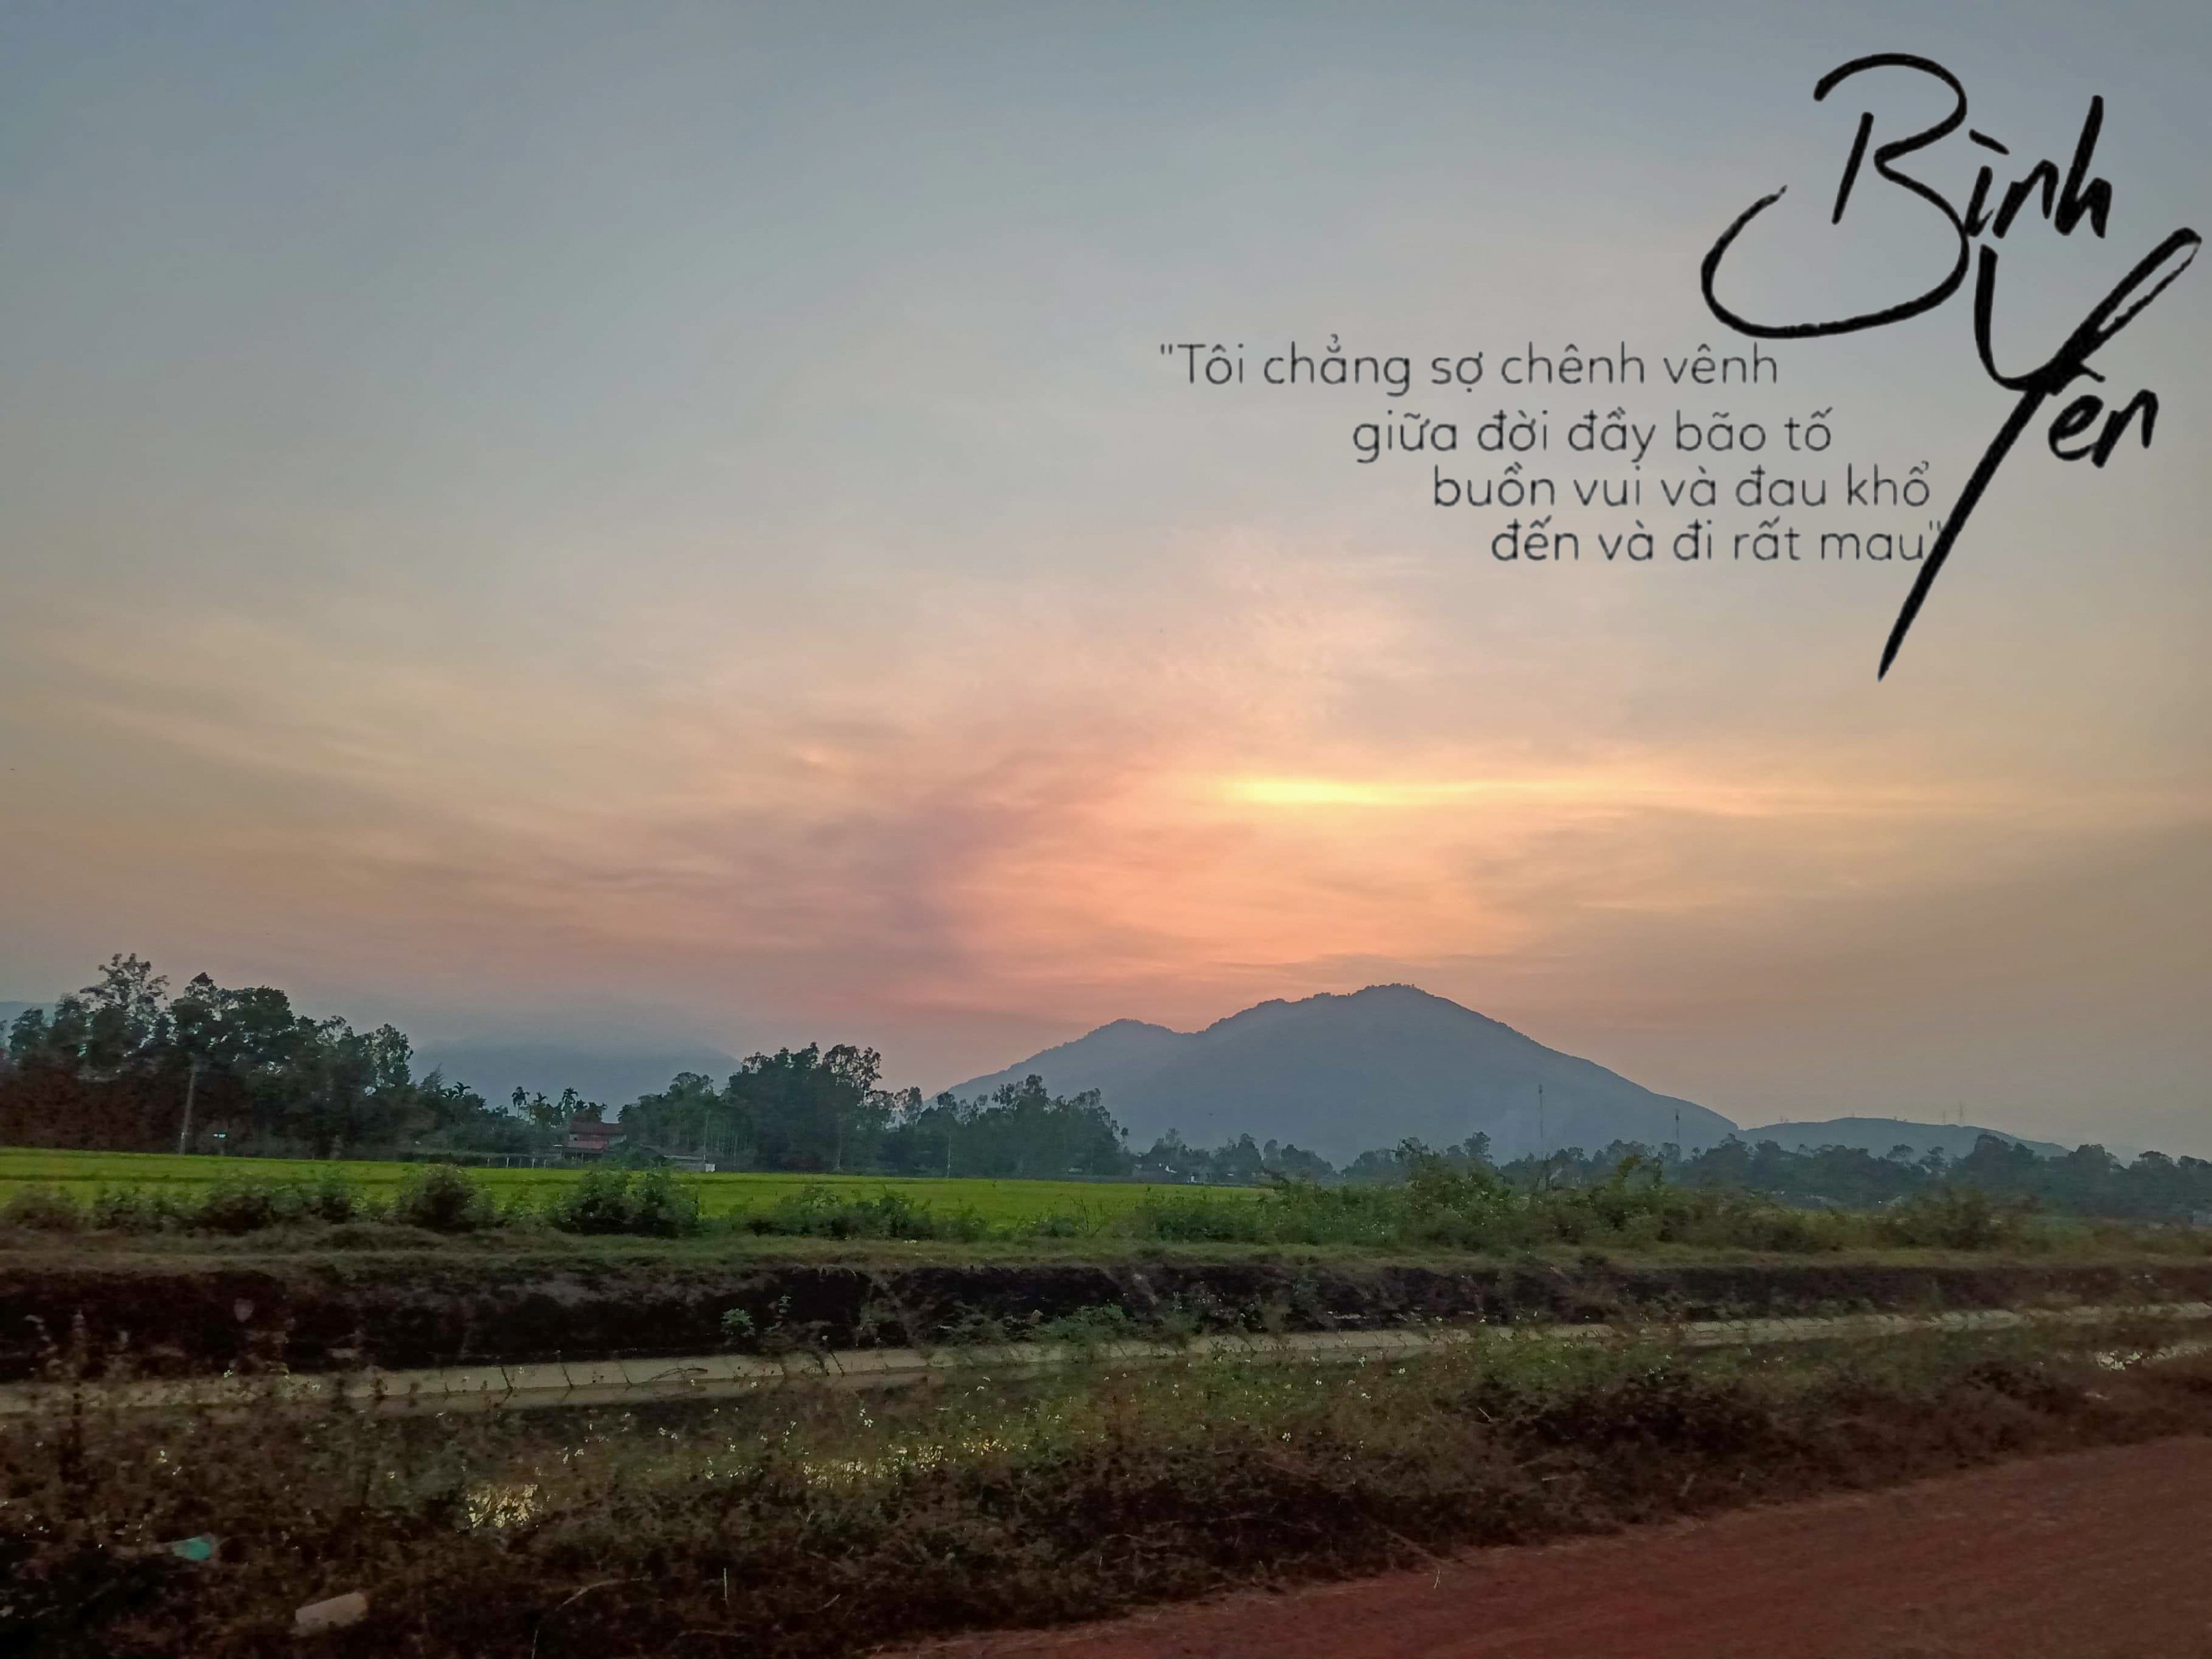 Bình
Yên
"Tôi chẳng sợ chênh vênh
giữa đời đầy bão tố
buồn vui và đau khổ
đến và đi rất mau"